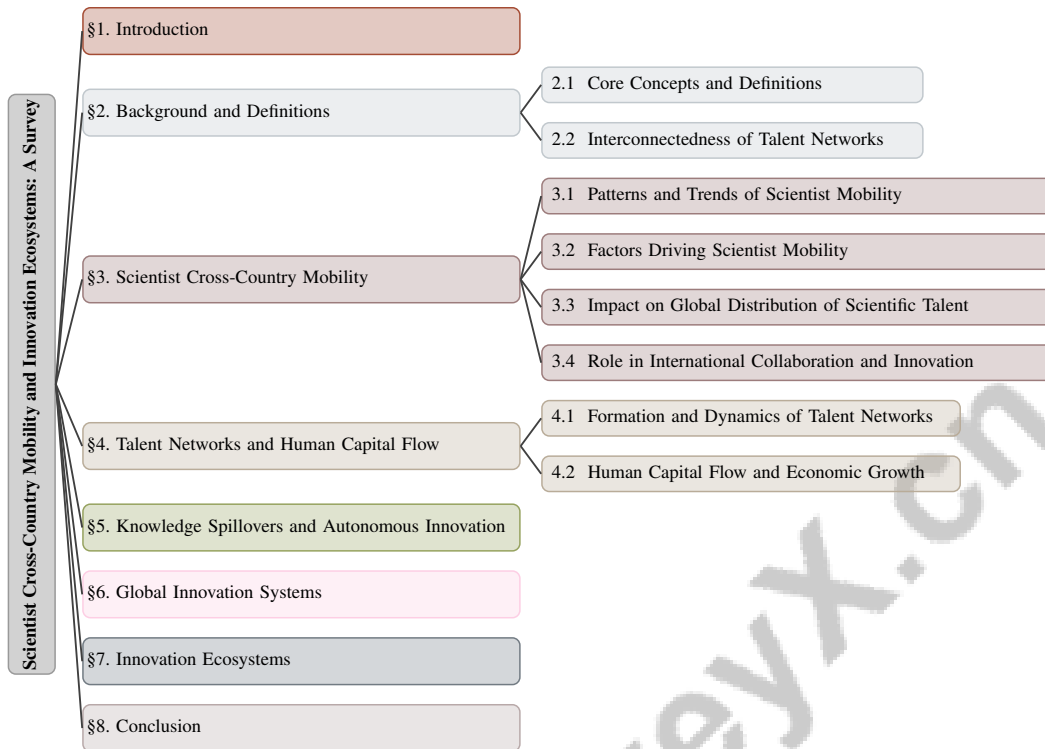 Scientist Cross-Country Mobility and Innovation Ecosystems: A Survey
§1. Introduction
§2. Background and Definitions
2.1 Core Concepts and Definitions
2.2 Interconnectedness of Talent Networks
§3. Scientist Cross-Country Mobility
3.1 Patterns and Trends of Scientist Mobility
3.2 Factors Driving Scientist Mobility
3.3 Impact on Global Distribution of Scientific Talent
3.4 Role in International Collaboration and Innovation
§4. Talent Networks and Human Capital Flow
4.1 Formation and Dynamics of Talent Networks
4.2 Human Capital Flow and Economic Growth
§5. Knowledge Spillovers and Autonomous Innovation
§6. Global Innovation Systems
§7. Innovation Ecosystems
§8. Conclusion
eyx.cn